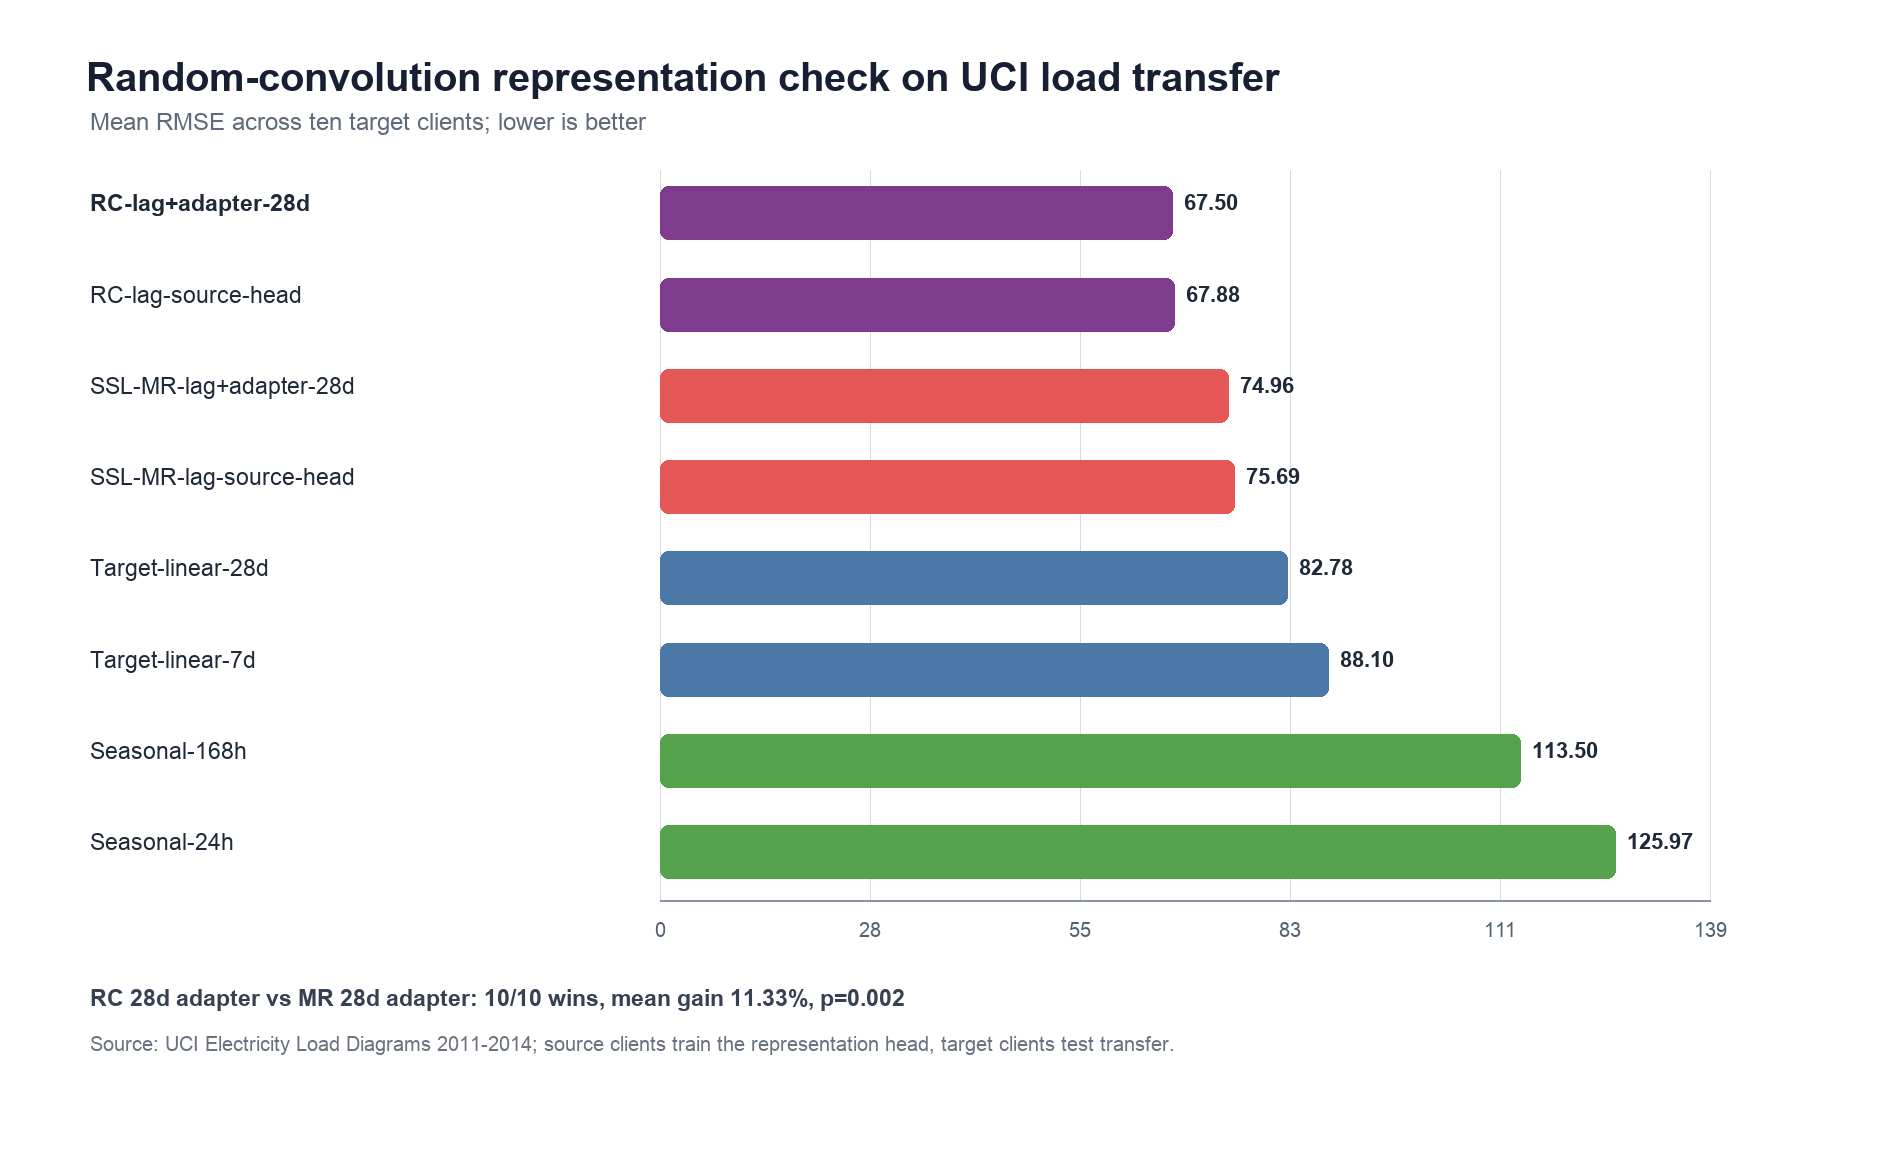 Random-convolution representation check on UCI load transfer
Mean RMSE across ten target clients; lower is better
RC-lag+adapter-28d 67.50
RC-lag-source-head 67.88
SSL-MR-lag+adapter-28d 74.96
SSL-MR-lag-source-head 75.69
Target-linear-28d 82.78
Target-linear-7d 88.10
Seasonal-168h 113.50
Seasonal-24h 125.97
0 28 55 83 111 139
RC 28d adapter vs MR 28d adapter: 10/10 wins, mean gain 11.33%, p=0.002
Source: UCI Electricity Load Diagrams 2011-2014; source clients train the representation head, target clients test transfer.